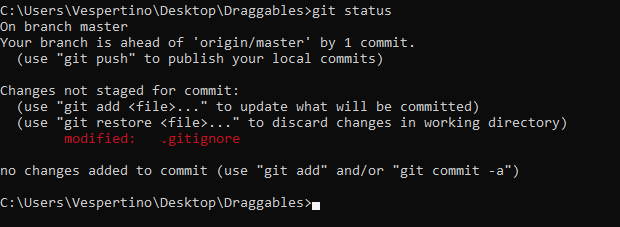 C:\Users\Vespertino\Desktop\Draggables>git status
On branch master
Your branch is ahead of 'origin/master' by 1 commit.
  (use "git push" to publish your local commits)

Changes not staged for commit:
  (use "git add <file>..." to update what will be committed)
  (use "git restore <file>..." to discard changes in working directory)
        modified:   .gitignore

no changes added to commit (use "git add" and/or "git commit -a")

C:\Users\Vespertino\Desktop\Draggables>